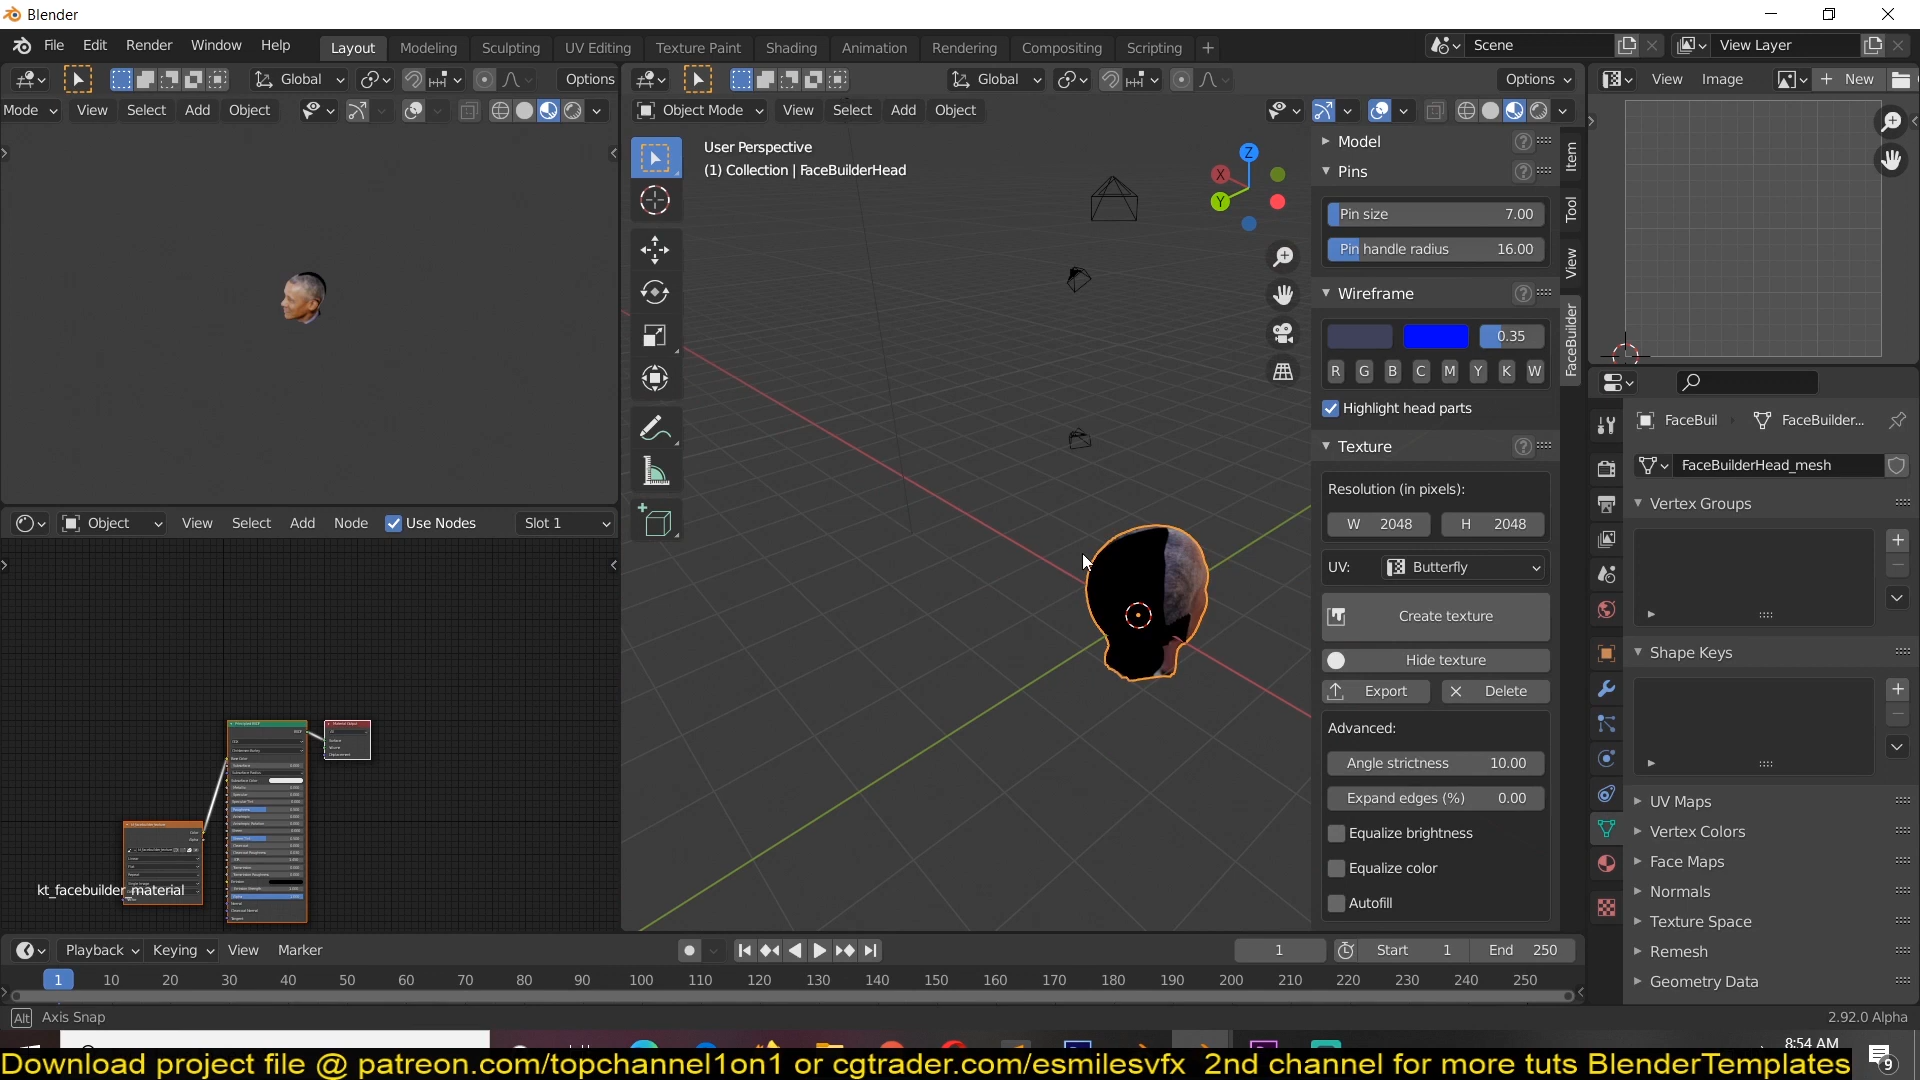 Blender
File Edit Render Window Help Layout Modeling Sculpting UV Editing Texture Paint Shading Animation Rendering Compositing Scripting + Scene View Layer
Global Options Global Options View Image New
Mode View Select Add Object Object Mode View Select Add Object
User Perspective
(1) Collection | FaceBuilderHead
Z
X
Y
Model
Pins
Pin size 7.00
Pin handle radius 16.00
Wireframe
0.35
R G B C M Y K W
Highlight head parts
Texture
Resolution (in pixels):
W 2048 H 2048
UV: Butterfly
Create texture
Hide texture
Export Delete
Advanced:
Angle strictness 10.00
Expand edges (%) 0.00
Equalize brightness
Equalize color
Autofill
Item
Tool
View
FaceBuilder
FaceBuil FaceBuilder...
FaceBuilderHead_mesh
Vertex Groups
Shape Keys
UV Maps
Vertex Colors
Face Maps
Normals
Texture Space
Remesh
Geometry Data
Object View Select Add Node Use Nodes Slot 1
kt_facebuilder_material
Playback Keying View Marker 1 Start 1 End 250
1 10 20 30 40 50 60 70 80 90 100 110 120 130 140 150 160 170 180 190 200 210 220 230 240 250
Alt Axis Snap 2.92.0 Alpha
8:54 AM
9
Download project file @ patreon.com/topchannel1on1 or cgtrader.com/esmilesvfx 2nd channel for more tuts BlenderTemplates